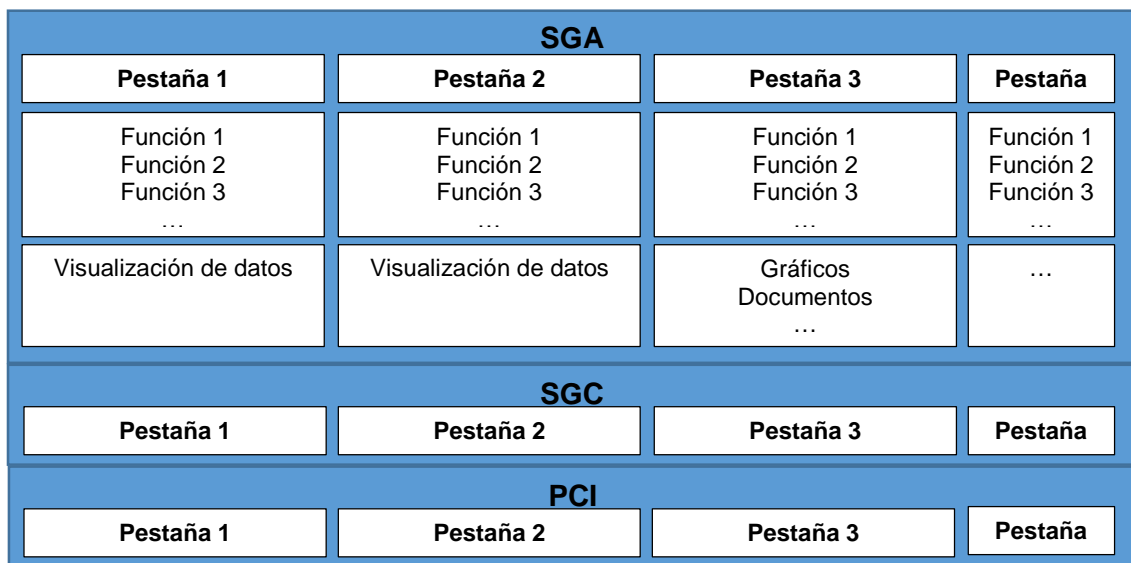 SGA
Pestaña 1
Pestaña 2
Pestaña 3
Pestaña
Función 1
Función 2
Función 3
…
Función 1
Función 2
Función 3
…
Función 1
Función 2
Función 3
…
Función 1
Función 2
Función 3
…
Visualización de datos
Visualización de datos
Gráficos
Documentos
…
…
SGC
Pestaña 1
Pestaña 2
Pestaña 3
Pestaña
PCI
Pestaña 1
Pestaña 2
Pestaña 3
Pestaña